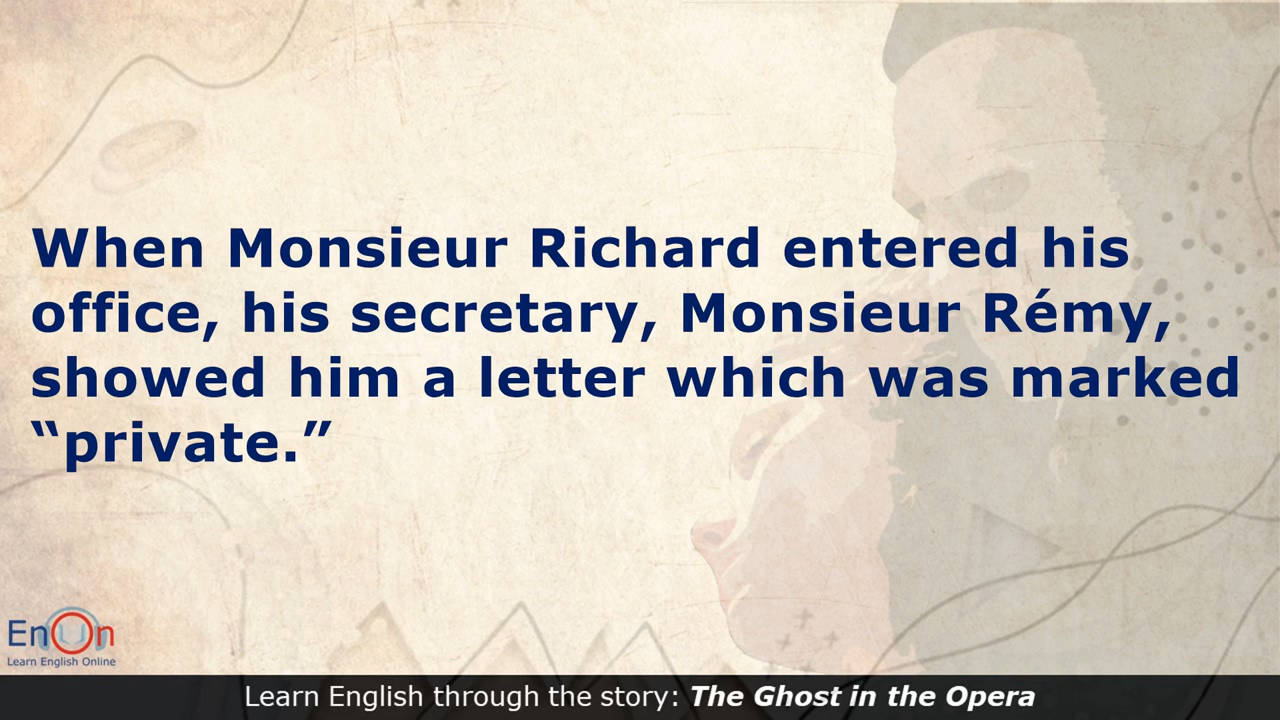 When Monsieur Richard entered his
office, his secretary, Monsieur Rémy,
showed him a letter which was marked
“private.”
EnOn
Learn English Online
Learn English through the story: The Ghost in the Opera